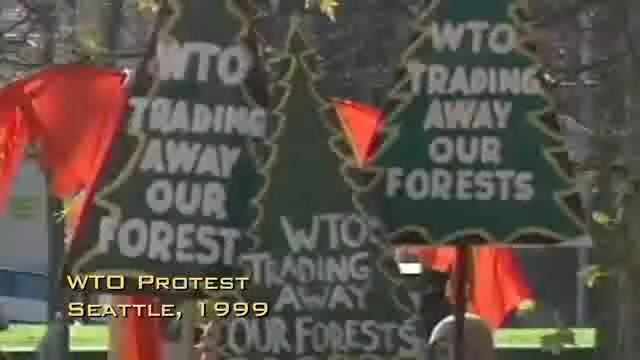 WTO
TRADING
AWAY
OUR
FOREST
WTO
TRADING
AWAY
OUR FORESTS
WTO
TRADING
AWAY
OUR
FORESTS
WTO PROTEST
SEATTLE, 1999